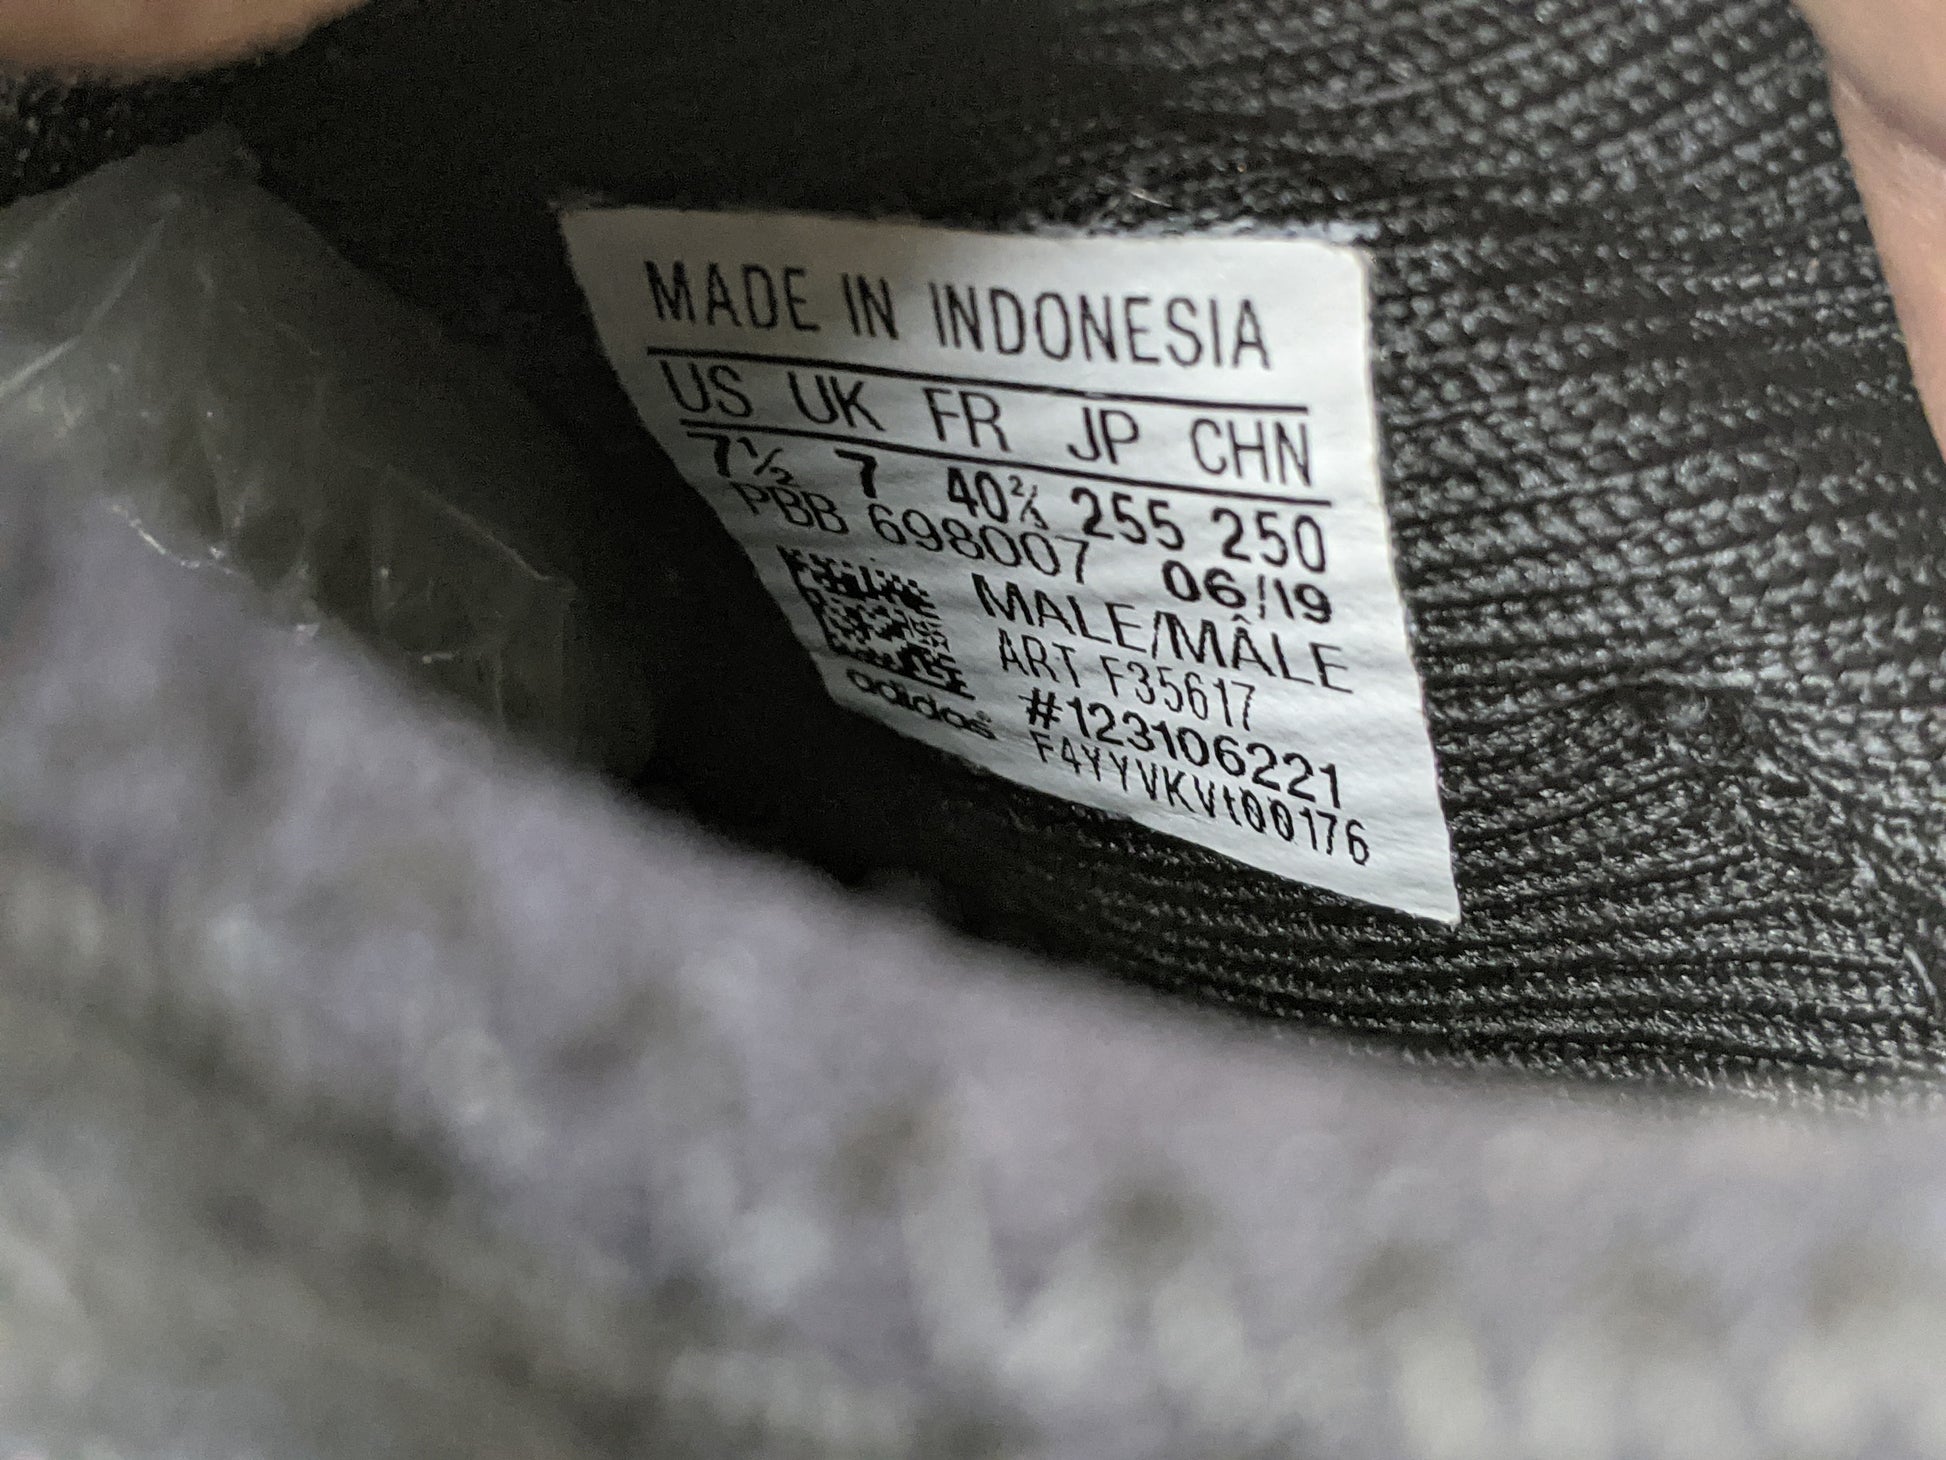 MADE IN INDONESIA
US UK FR JP CHN
7½ 7 40⅔ 255 250
PBB 698007 06/19
MALE/MÂLE
ART F35617
#123106221
adidas F4YYVKVt00176